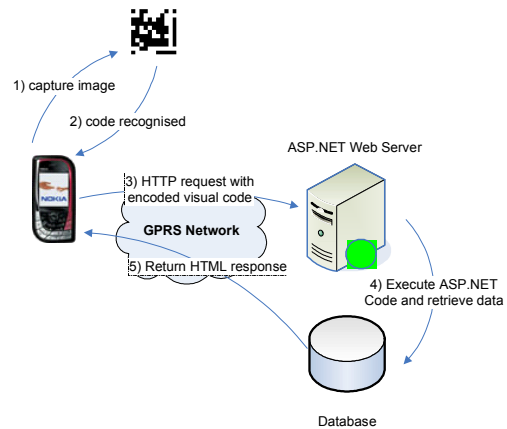 1) capture image
2) code recognised
ASP.NET Web Server
3) HTTP request with
encoded visual code
NOKIA
GPRS Network
5) Return HTML response
4) Execute ASP.NET
Code and retrieve data
Database